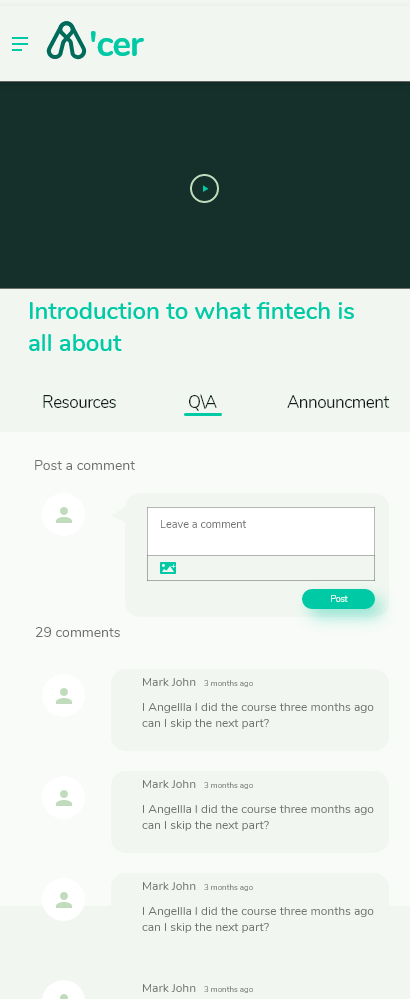 'cer
Introduction to what fintech is
all about
Resources
Q\A
Announcment
Post a comment
Leave a comment
Post
29 comments
Mark John 3 months ago
I Angellla I did the course three months ago
can I skip the next part?
Mark John 3 months ago
I Angellla I did the course three months ago
can I skip the next part?
Mark John 3 months ago
I Angellla I did the course three months ago
can I skip the next part?
Mark John 3 months ago